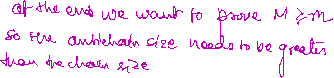 at the end we want to prove M ≥ m
so the antichain size needs to be greater
than the chain size